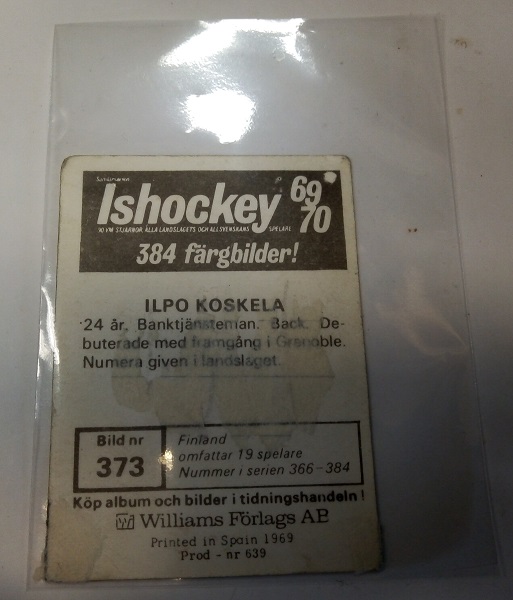 Ishockey 69
70
384 färgbilder!
ILPO KOSKELA
24 år. Banktjänsteman. Back. De-
buterade med framgång i Grenoble.
Numera given i landslaget.
Bild nr
373
Finland
omfattar 19 spelare
Nummer i serien 366-384
Köp album och bilder i tidningshandeln!
Williams Förlags AB
Printed in Spain 1969
Prod - nr 639